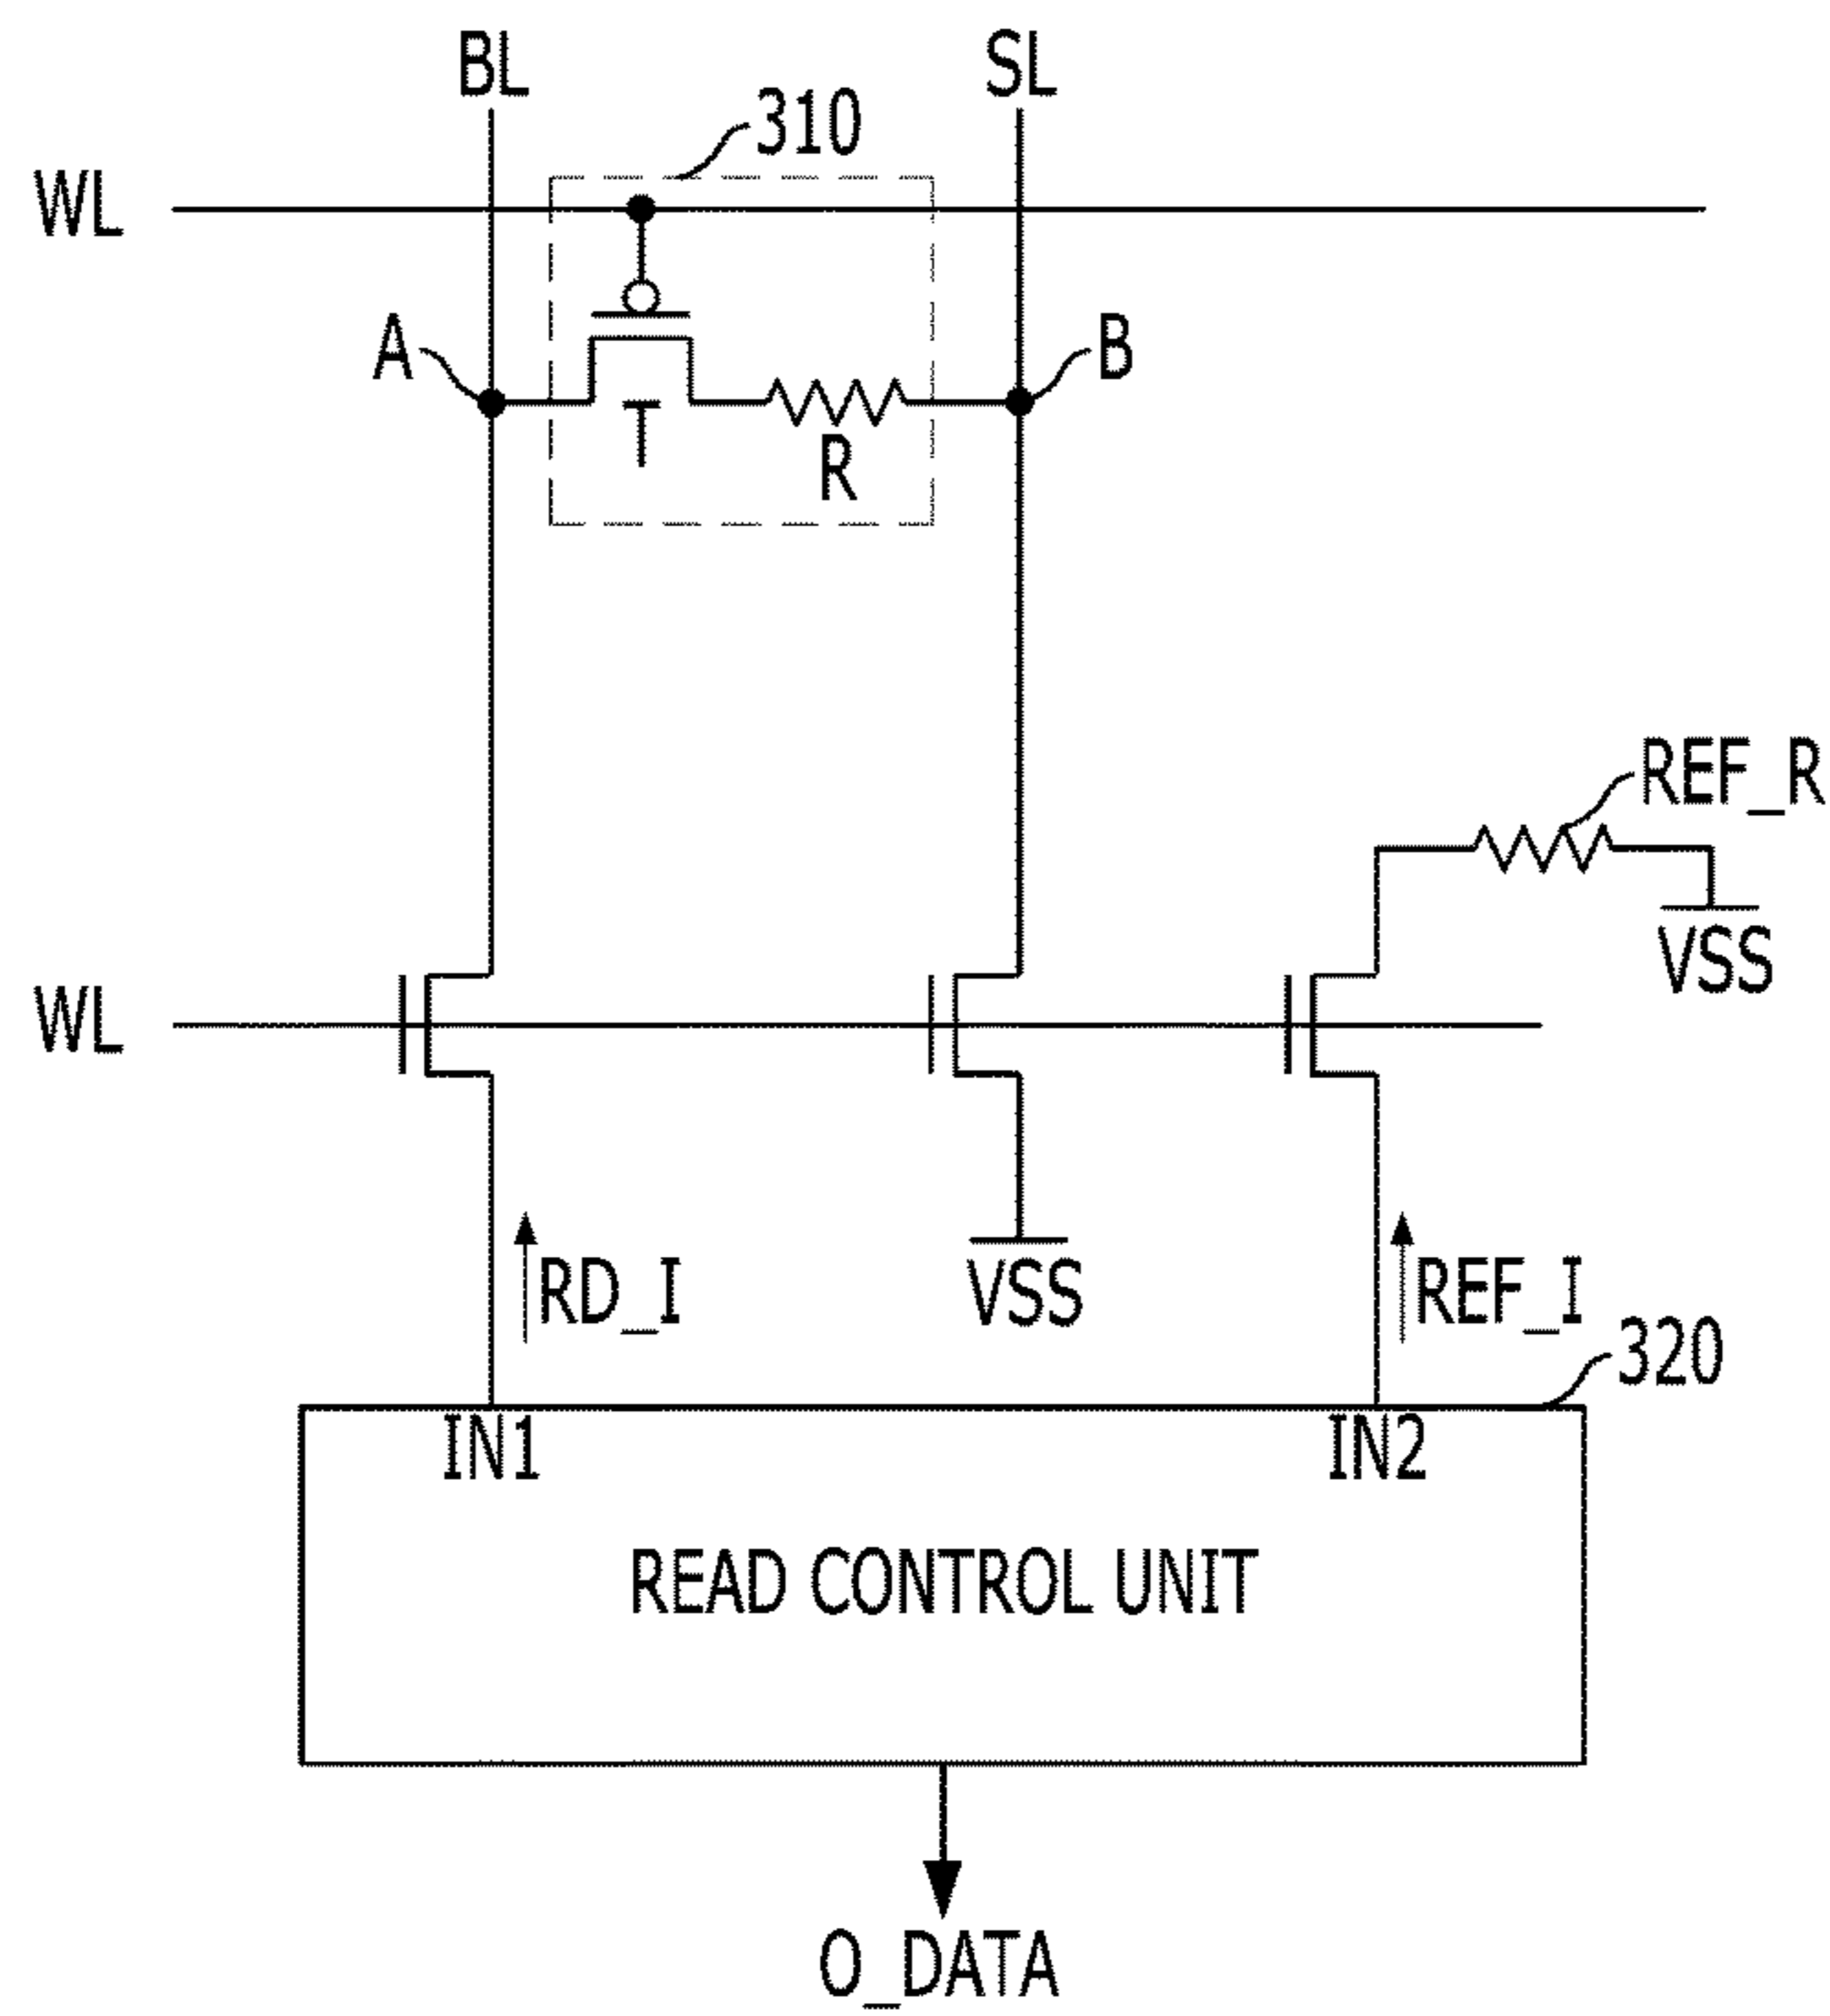 BL
SL
310
WL
A
B
T
R
REF_R
VSS
WL
RD_I
VSS
REF_I
320
IN1
IN2
READ CONTROL UNIT
O_DATA